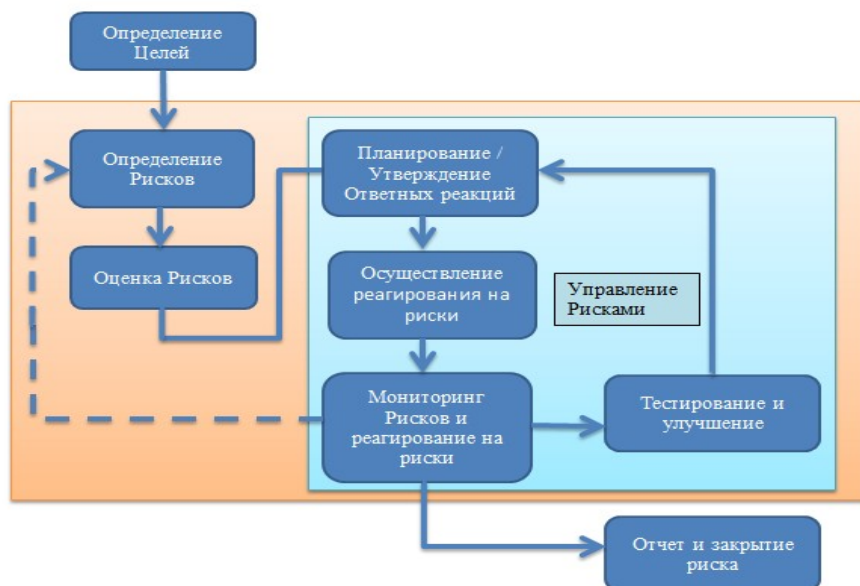 Определение
Целей
Определение
Рисков
Оценка Рисков
Планирование /
Утверждение
Ответных реакций
Осуществление
реагирования на
риски
Управление
Рисками
Мониторинг
Рисков и
реагирование на
риски
Тестирование и
улучшение
Отчет и закрытие
риска